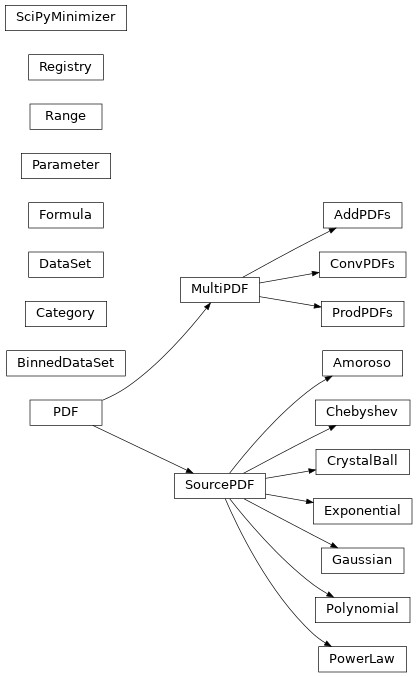 SciPyMinimizer
Registry
Range
Parameter
Formula
DataSet
Category
BinnedDataSet
PDF
MultiPDF
SourcePDF
AddPDFs
ConvPDFs
ProdPDFs
Amoroso
Chebyshev
CrystalBall
Exponential
Gaussian
Polynomial
PowerLaw